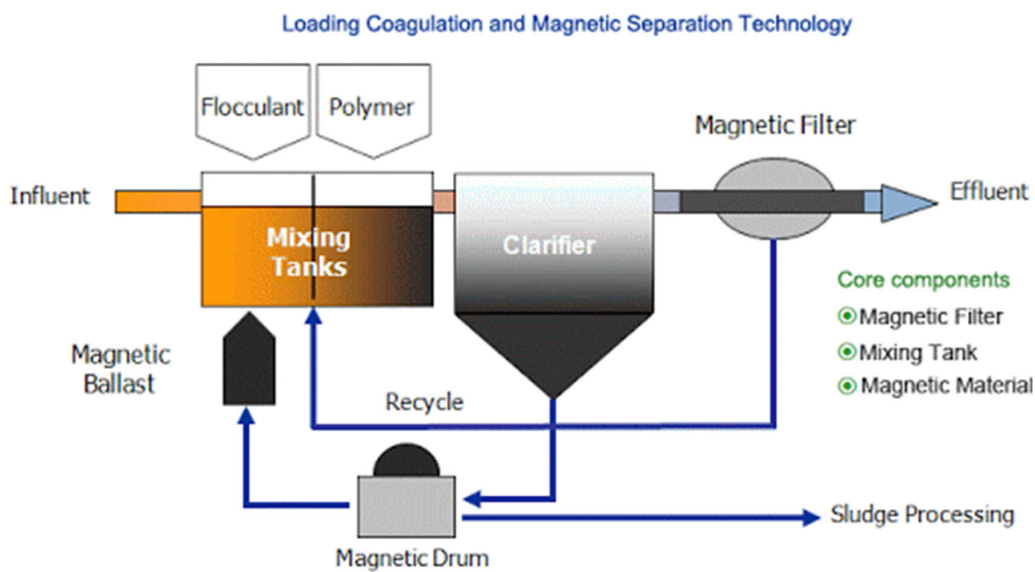 Loading Coagulation and Magnetic Separation Technology
Flocculant
Polymer
Magnetic Filter
Influent
Effluent
Mixing
Tanks
Clarifier
Core components
Magnetic Filter
Mixing Tank
Magnetic Material
Magnetic
Ballast
Recycle
Sludge Processing
Magnetic Drum